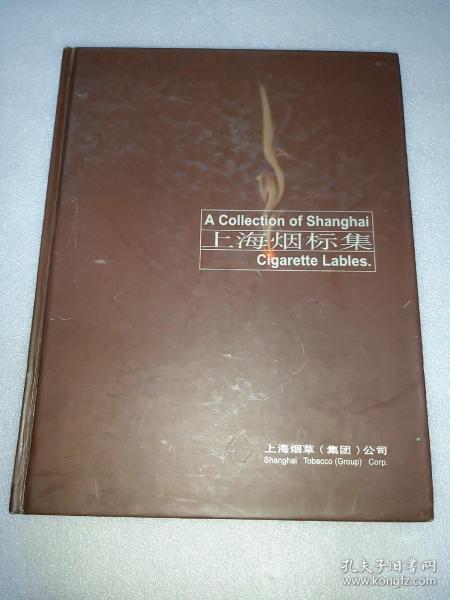 A Collection of Shanghai
上海烟标集
Cigarette Lables.
上海烟草（集团）公司
Shanghai Tobacco (Group) Corp.
孔夫子旧书网
www.kongfz.com